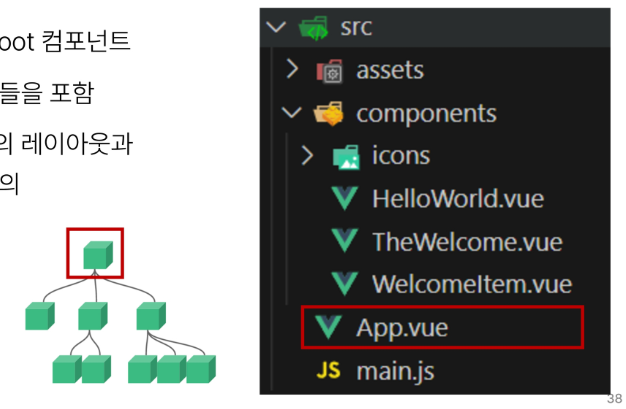 oot 컴포넌트
들을 포함
의 레이아웃과
의
src
assets
components
icons
HelloWorld.vue
TheWelcome.vue
WelcomeItem.vue
App.vue
JS main.js
38